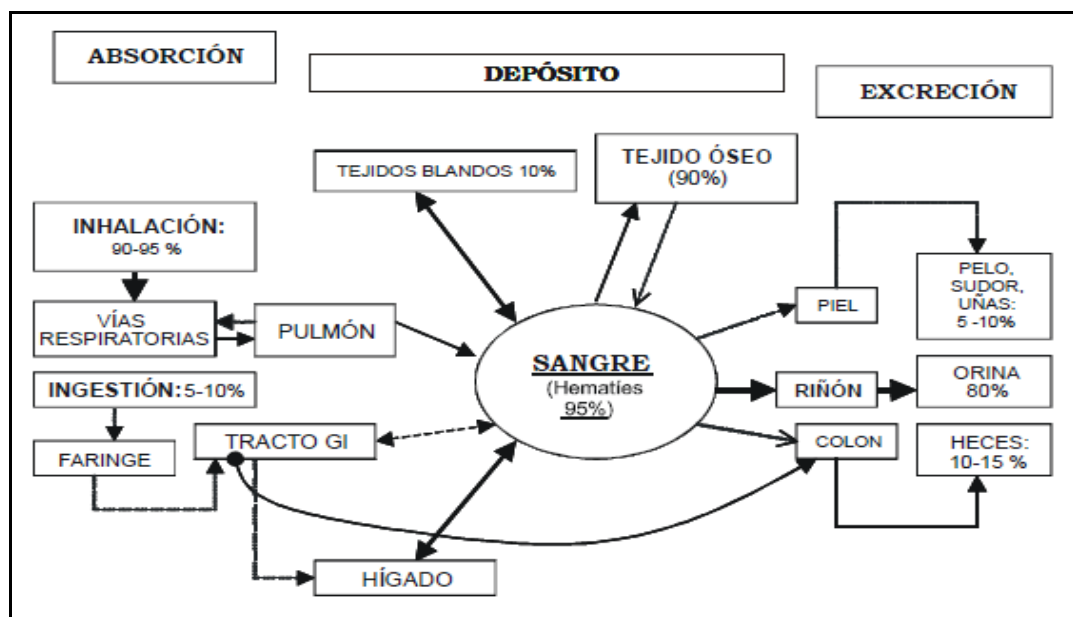 ABSORCIÓN
DEPÓSITO
EXCRECIÓN
TEJIDOS BLANDOS 10%
TEJIDO ÓSEO
(90%)
INHALACIÓN:
90-95 %
VÍAS
RESPIRATORIAS
PULMÓN
INGESTIÓN:5-10%
FARINGE
TRACTO GI
HÍGADO
SANGRE
(Hematíes
95%)
PIEL
PELO,
SUDOR,
UÑAS:
5 -10%
RIÑÓN
ORINA
80%
COLON
HECES:
10-15 %